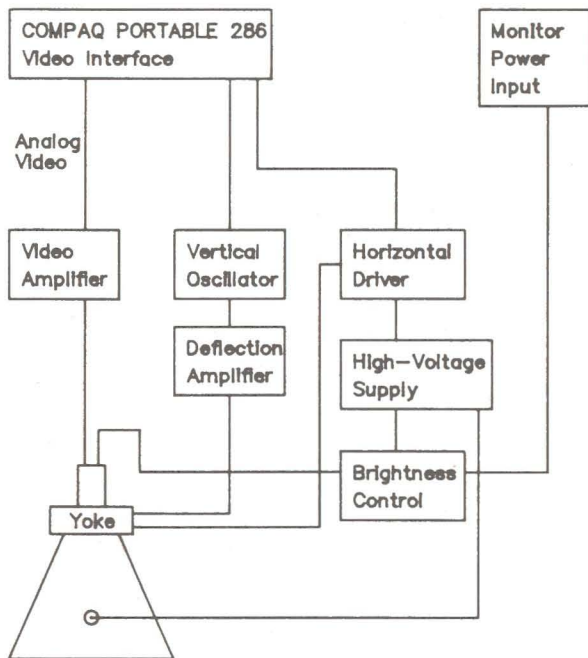 COMPAQ PORTABLE 286
Video Interface
Monitor
Power
Input
Analog
Video
Video
Amplifier
Vertical
Oscillator
Horizontal
Driver
Deflection
Amplifier
High-Voltage
Supply
Brightness
Control
Yoke